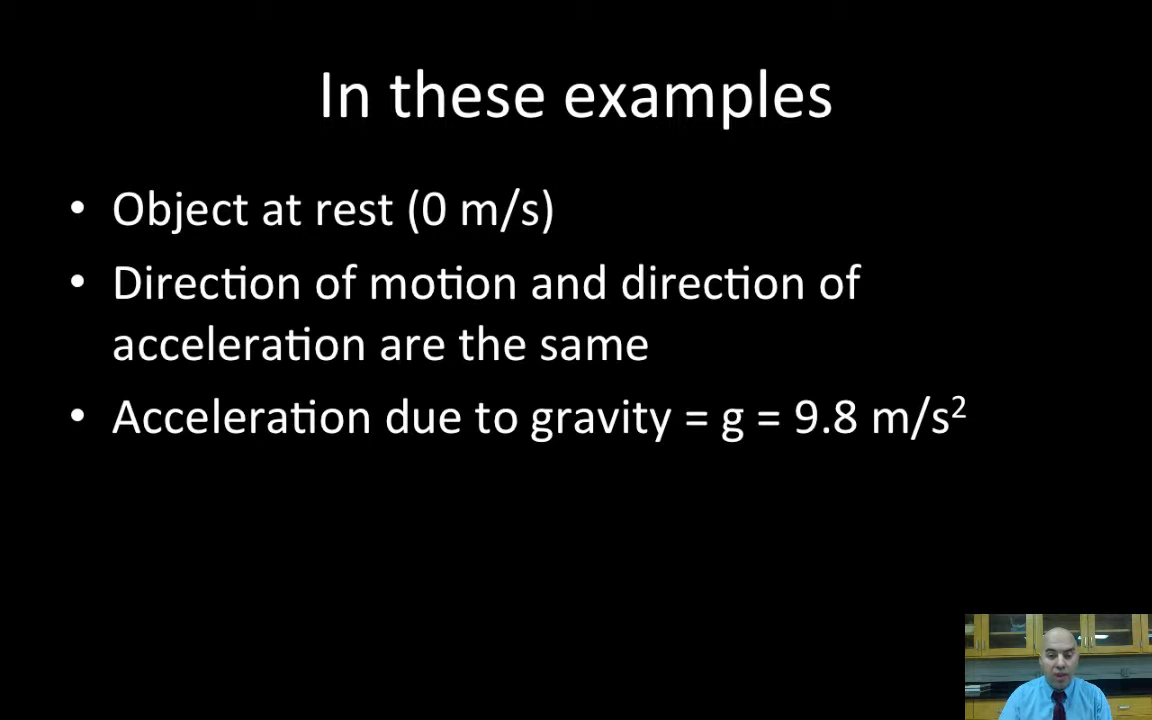 In these examples
• Object at rest (0 m/s)
• Direction of motion and direction of
acceleration are the same
• Acceleration due to gravity = g = 9.8 m/s²